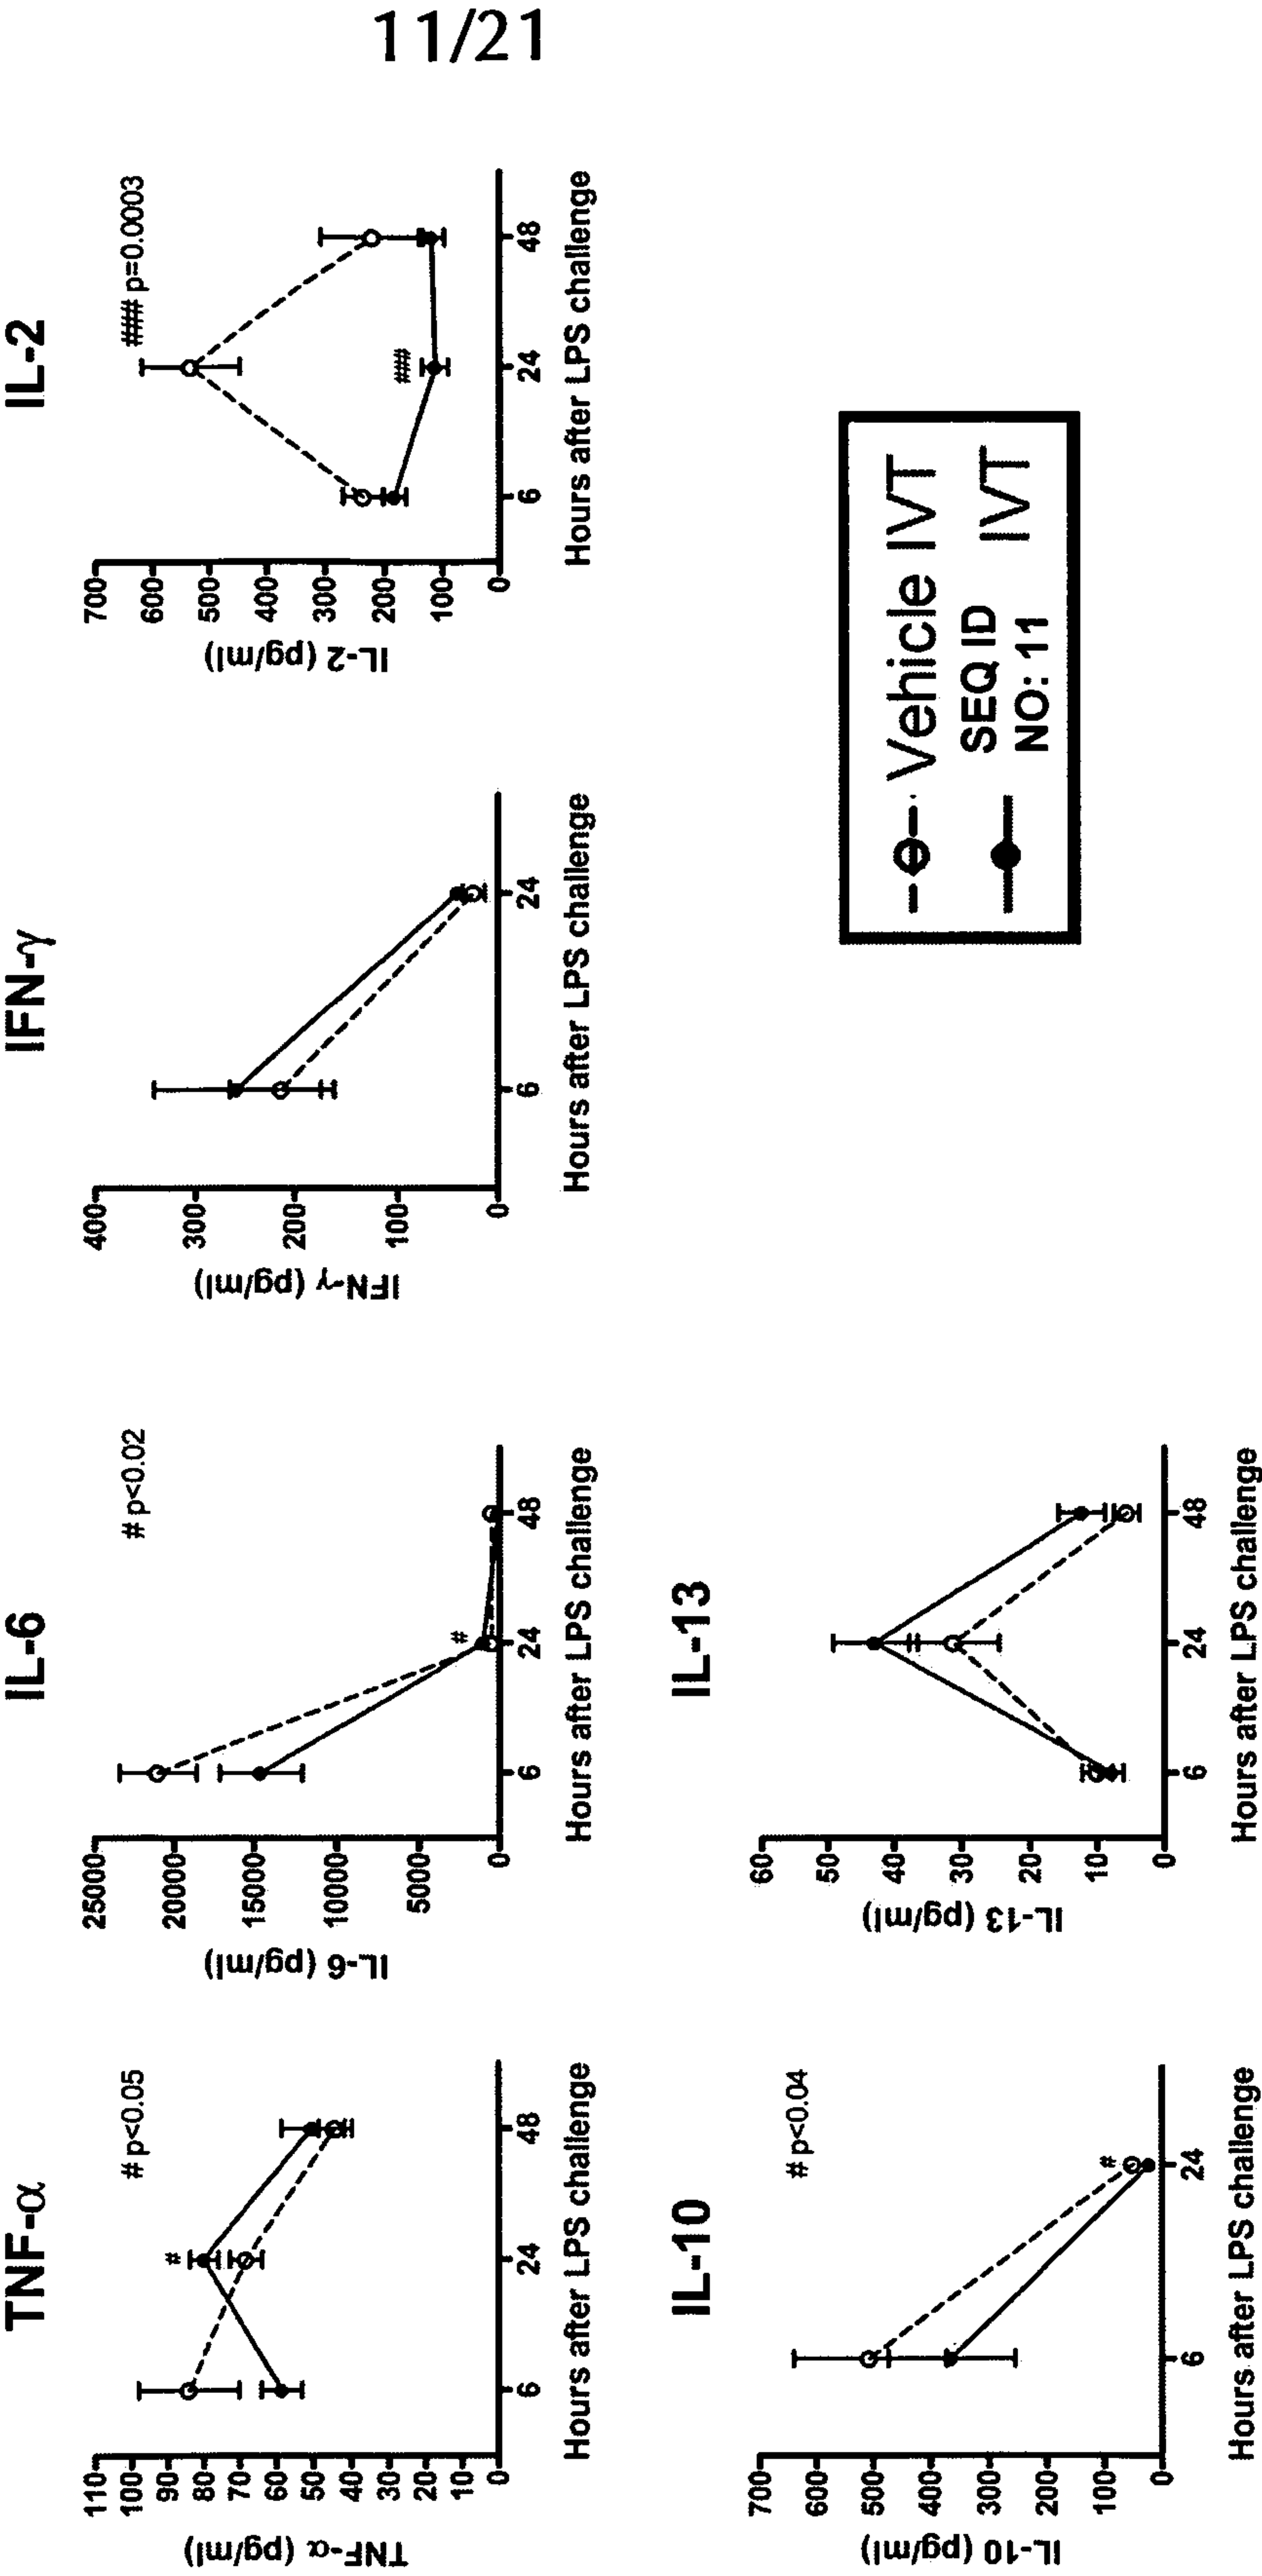 11/21
TNF-α
# p<0.05
TNF-α (pg/ml)
110
100
90
80
70
60
50
40
30
20
10
0
#
6 24 48
Hours after LPS challenge
IL-6
# p<0.02
IL-6 (pg/ml)
25000
20000
15000
10000
5000
0
#
6 24 48
Hours after LPS challenge
IFN-γ
IFN-γ (pg/ml)
400
300
200
100
0
6 24
Hours after LPS challenge
IL-2
### p=0.0003
IL-2 (pg/ml)
700
600
500
400
300
200
100
0
###
6 24 48
Hours after LPS challenge
IL-10
# p<0.04
IL-10 (pg/ml)
700
600
500
400
300
200
100
0
#
6 24
Hours after LPS challenge
IL-13
IL-13 (pg/ml)
60
50
40
30
20
10
0
6 24 48
Hours after LPS challenge
Vehicle IVT
SEQ ID IVT
NO: 11